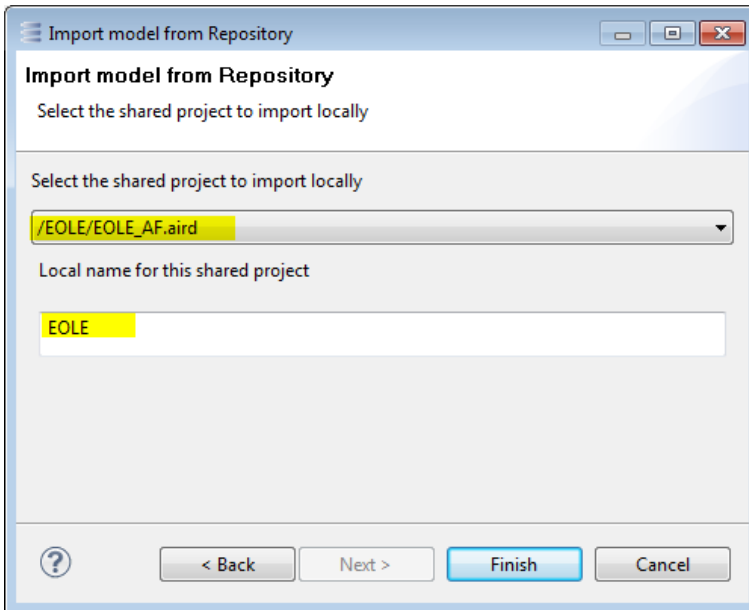 Import model from Repository
Import model from Repository
Select the shared project to import locally
Select the shared project to import locally
/EOLE/EOLE_AF.aird
Local name for this shared project
EOLE
?
< Back Next > Finish Cancel